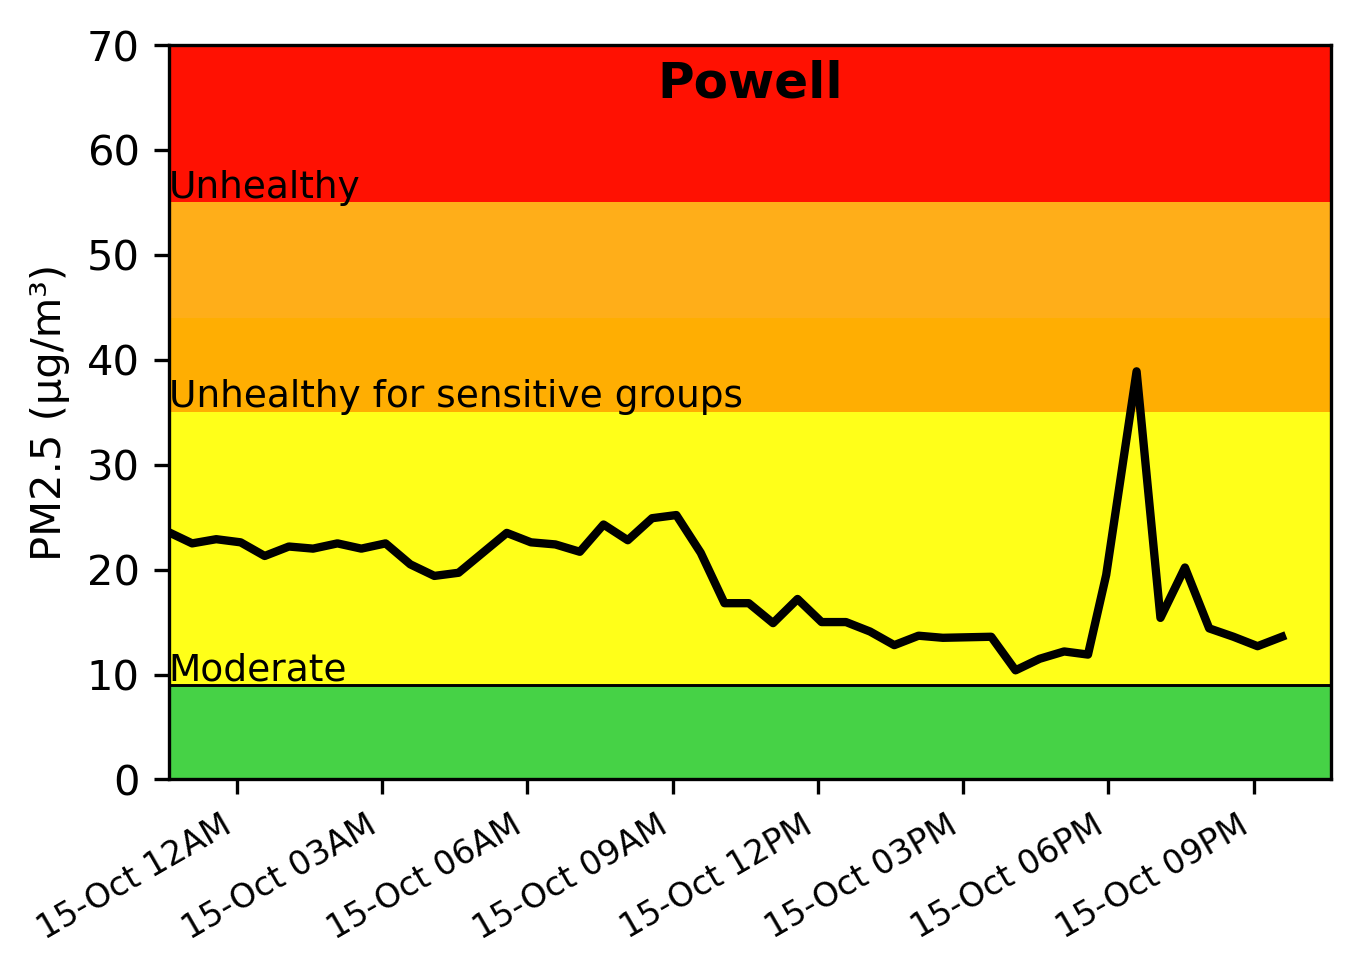 Powell
PM2.5 (µg/m³)
70
60
50
40
30
20
10
0
Unhealthy
Unhealthy for sensitive groups
Moderate
15-Oct 12AM
15-Oct 03AM
15-Oct 06AM
15-Oct 09AM
15-Oct 12PM
15-Oct 03PM
15-Oct 06PM
15-Oct 09PM